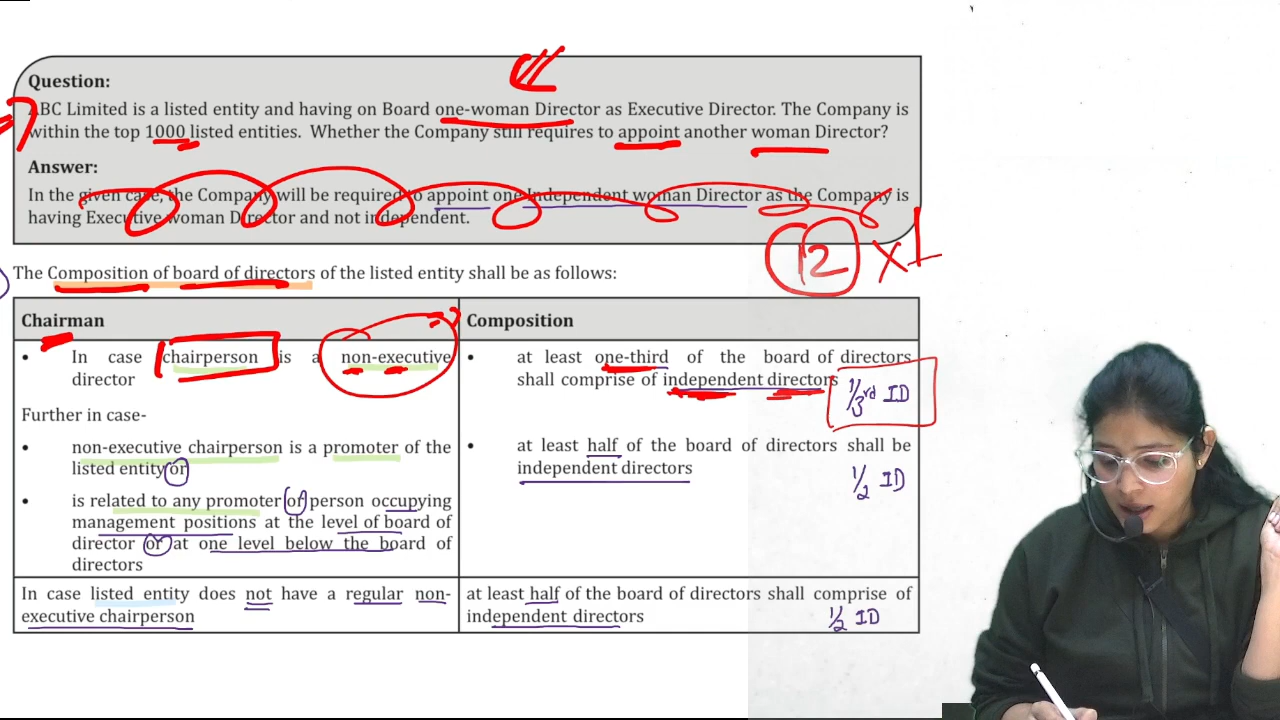 Question:
ABC Limited is a listed entity and having on Board one-woman Director as Executive Director. The Company is
within the top 1000 listed entities. Whether the Company still requires to appoint another woman Director?
Answer:
In the given case, the Company will be required to appoint one Independent woman Director as the Company is
having Executive woman Director and not independent.
12 x 1
The Composition of board of directors of the listed entity shall be as follows:
Chairman
• In case chairperson is a non-executive
director
Further in case-
• non-executive chairperson is a promoter of the
listed entity or
• is related to any promoter or person occupying
management positions at the level of board of
director or at one level below the board of
directors
Composition
• at least one-third of the board of directors
shall comprise of independent directors
1/3rd ID
• at least half of the board of directors shall be
independent directors
1/2 ID
In case listed entity does not have a regular non-
executive chairperson
at least half of the board of directors shall comprise of
independent directors
1/2 ID